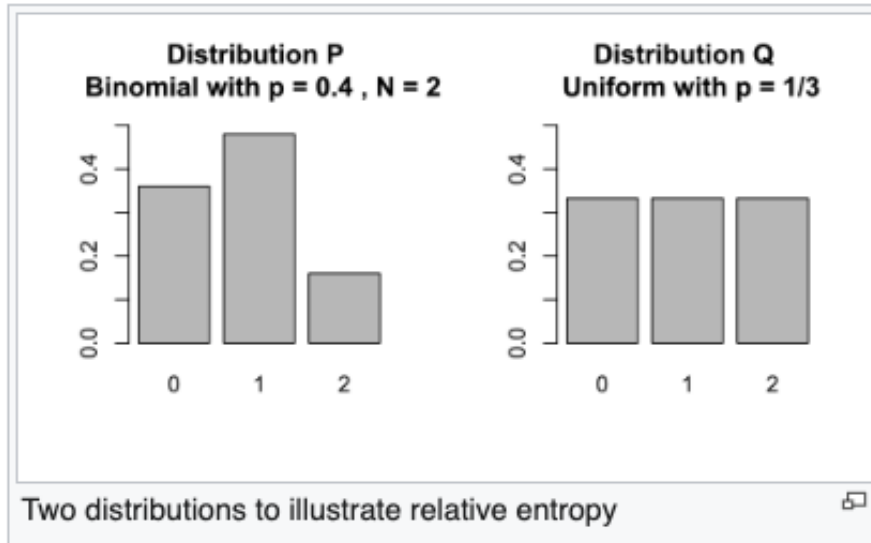 Distribution P
Binomial with p = 0.4 , N = 2
0.4
0.2
0.0
0 1 2
Distribution Q
Uniform with p = 1/3
0.4
0.2
0.0
0 1 2
Two distributions to illustrate relative entropy